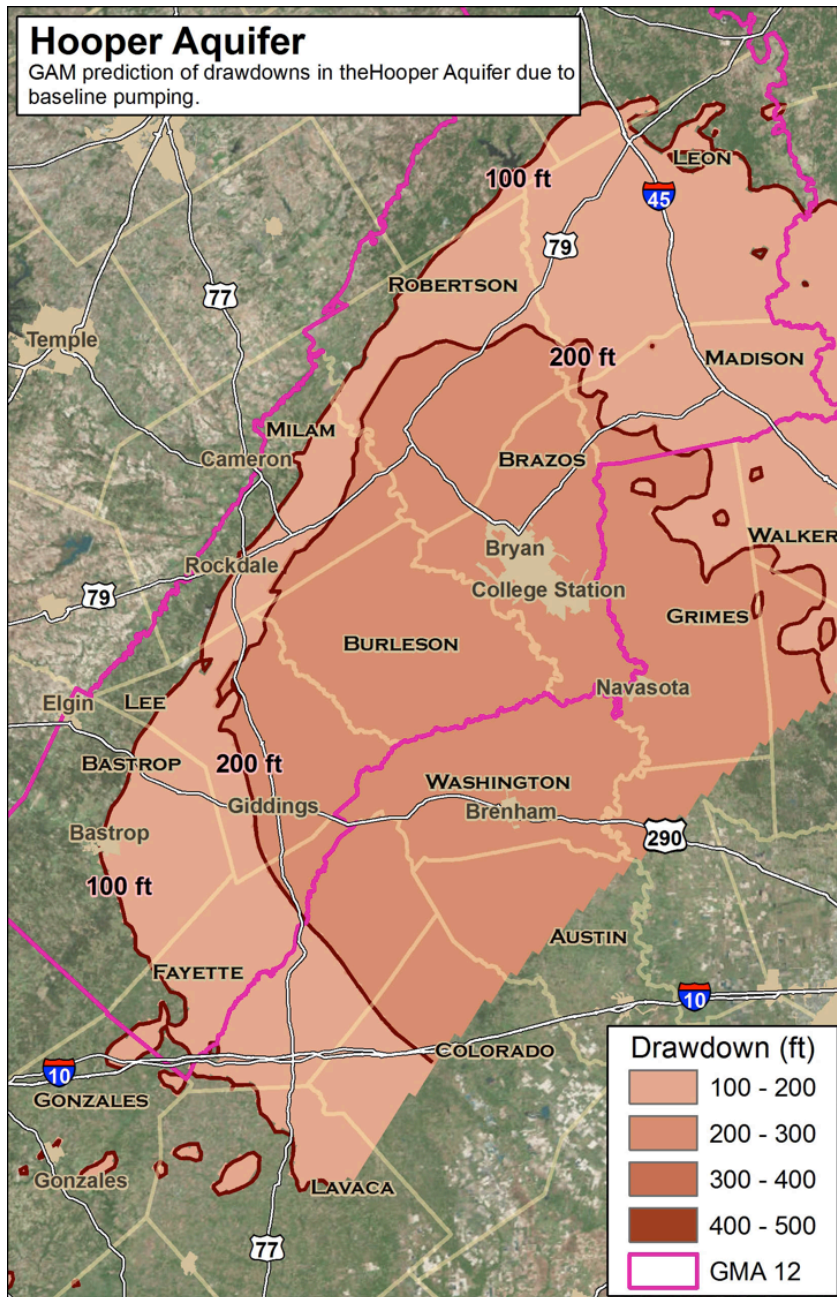 Hooper Aquifer
GAM prediction of drawdowns in theHooper Aquifer due to
baseline pumping.
LEON
100 ft
45
79
ROBERTSON
77
Temple
200 ft
MADISON
MILAM
Cameron
BRAZOS
WALKER
Bryan
Rockdale
College Station
79
GRIMES
BURLESON
Navasota
LEE
Elgin
BASTROP
200 ft
WASHINGTON
Giddings
Brenham
Bastrop
290
100 ft
AUSTIN
FAYETTE
10
COLORADO
10
GONZALES
Gonzales
LAVACA
77
Drawdown (ft)
100 - 200
200 - 300
300 - 400
400 - 500
GMA 12